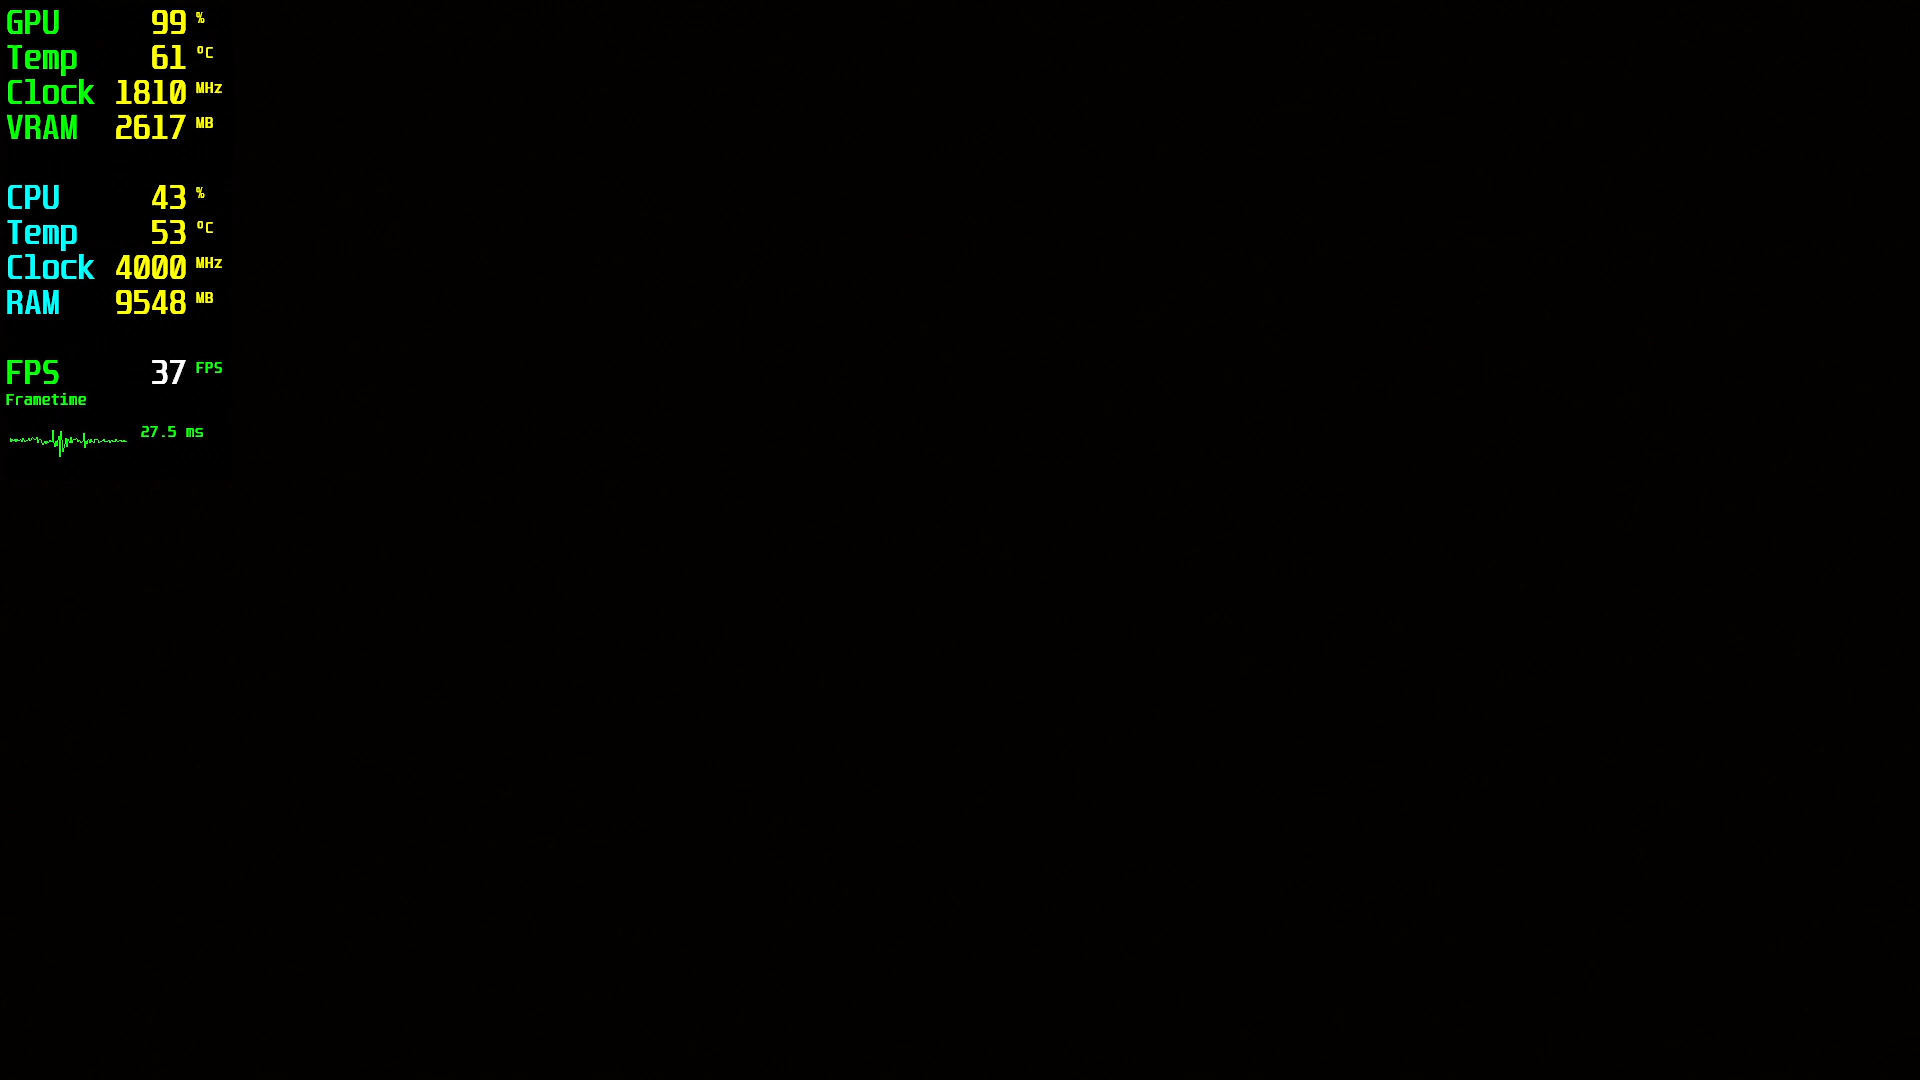 GPU 99 %
Temp 61 °C
Clock 1810 MHz
VRAM 2617 MB
CPU 43 %
Temp 53 °C
Clock 4000 MHz
RAM 9548 MB
FPS 37 FPS
Frametime
27.5 ms